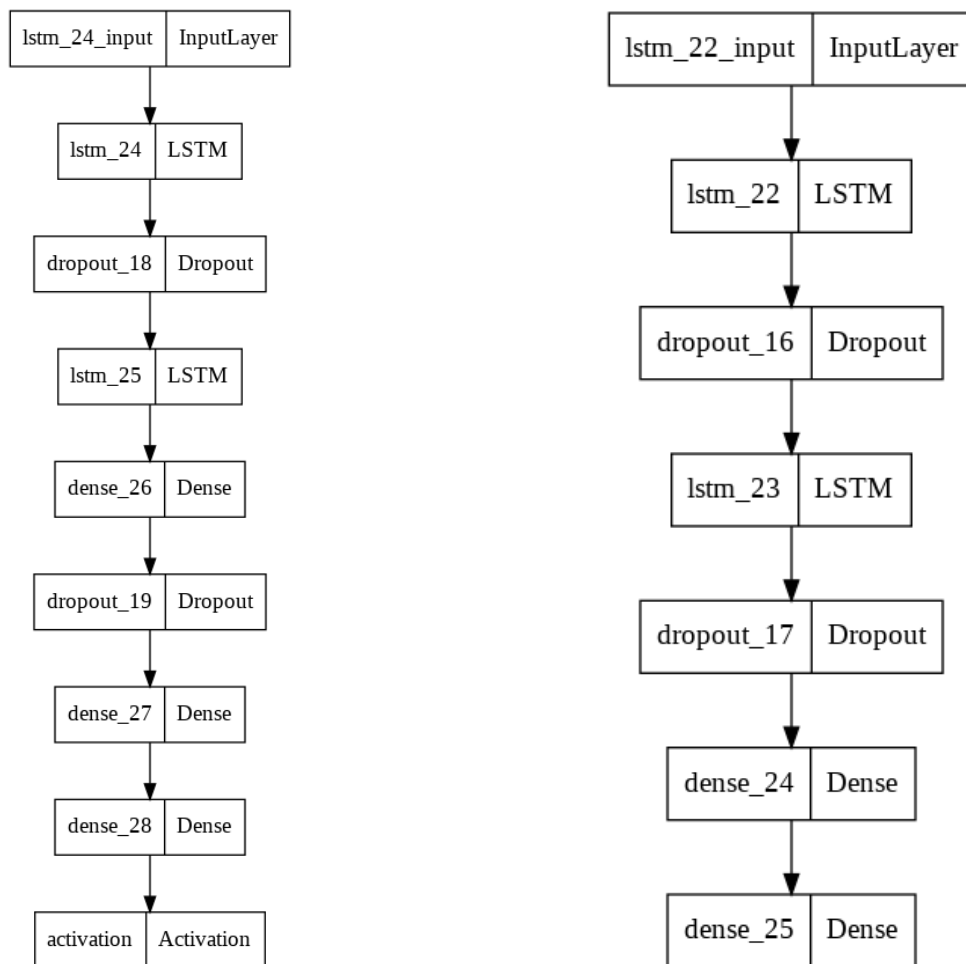 lstm_24_input InputLayer
lstm_24 LSTM
dropout_18 Dropout
lstm_25 LSTM
dense_26 Dense
dropout_19 Dropout
dense_27 Dense
dense_28 Dense
activation Activation
lstm_22_input InputLayer
lstm_22 LSTM
dropout_16 Dropout
lstm_23 LSTM
dropout_17 Dropout
dense_24 Dense
dense_25 Dense